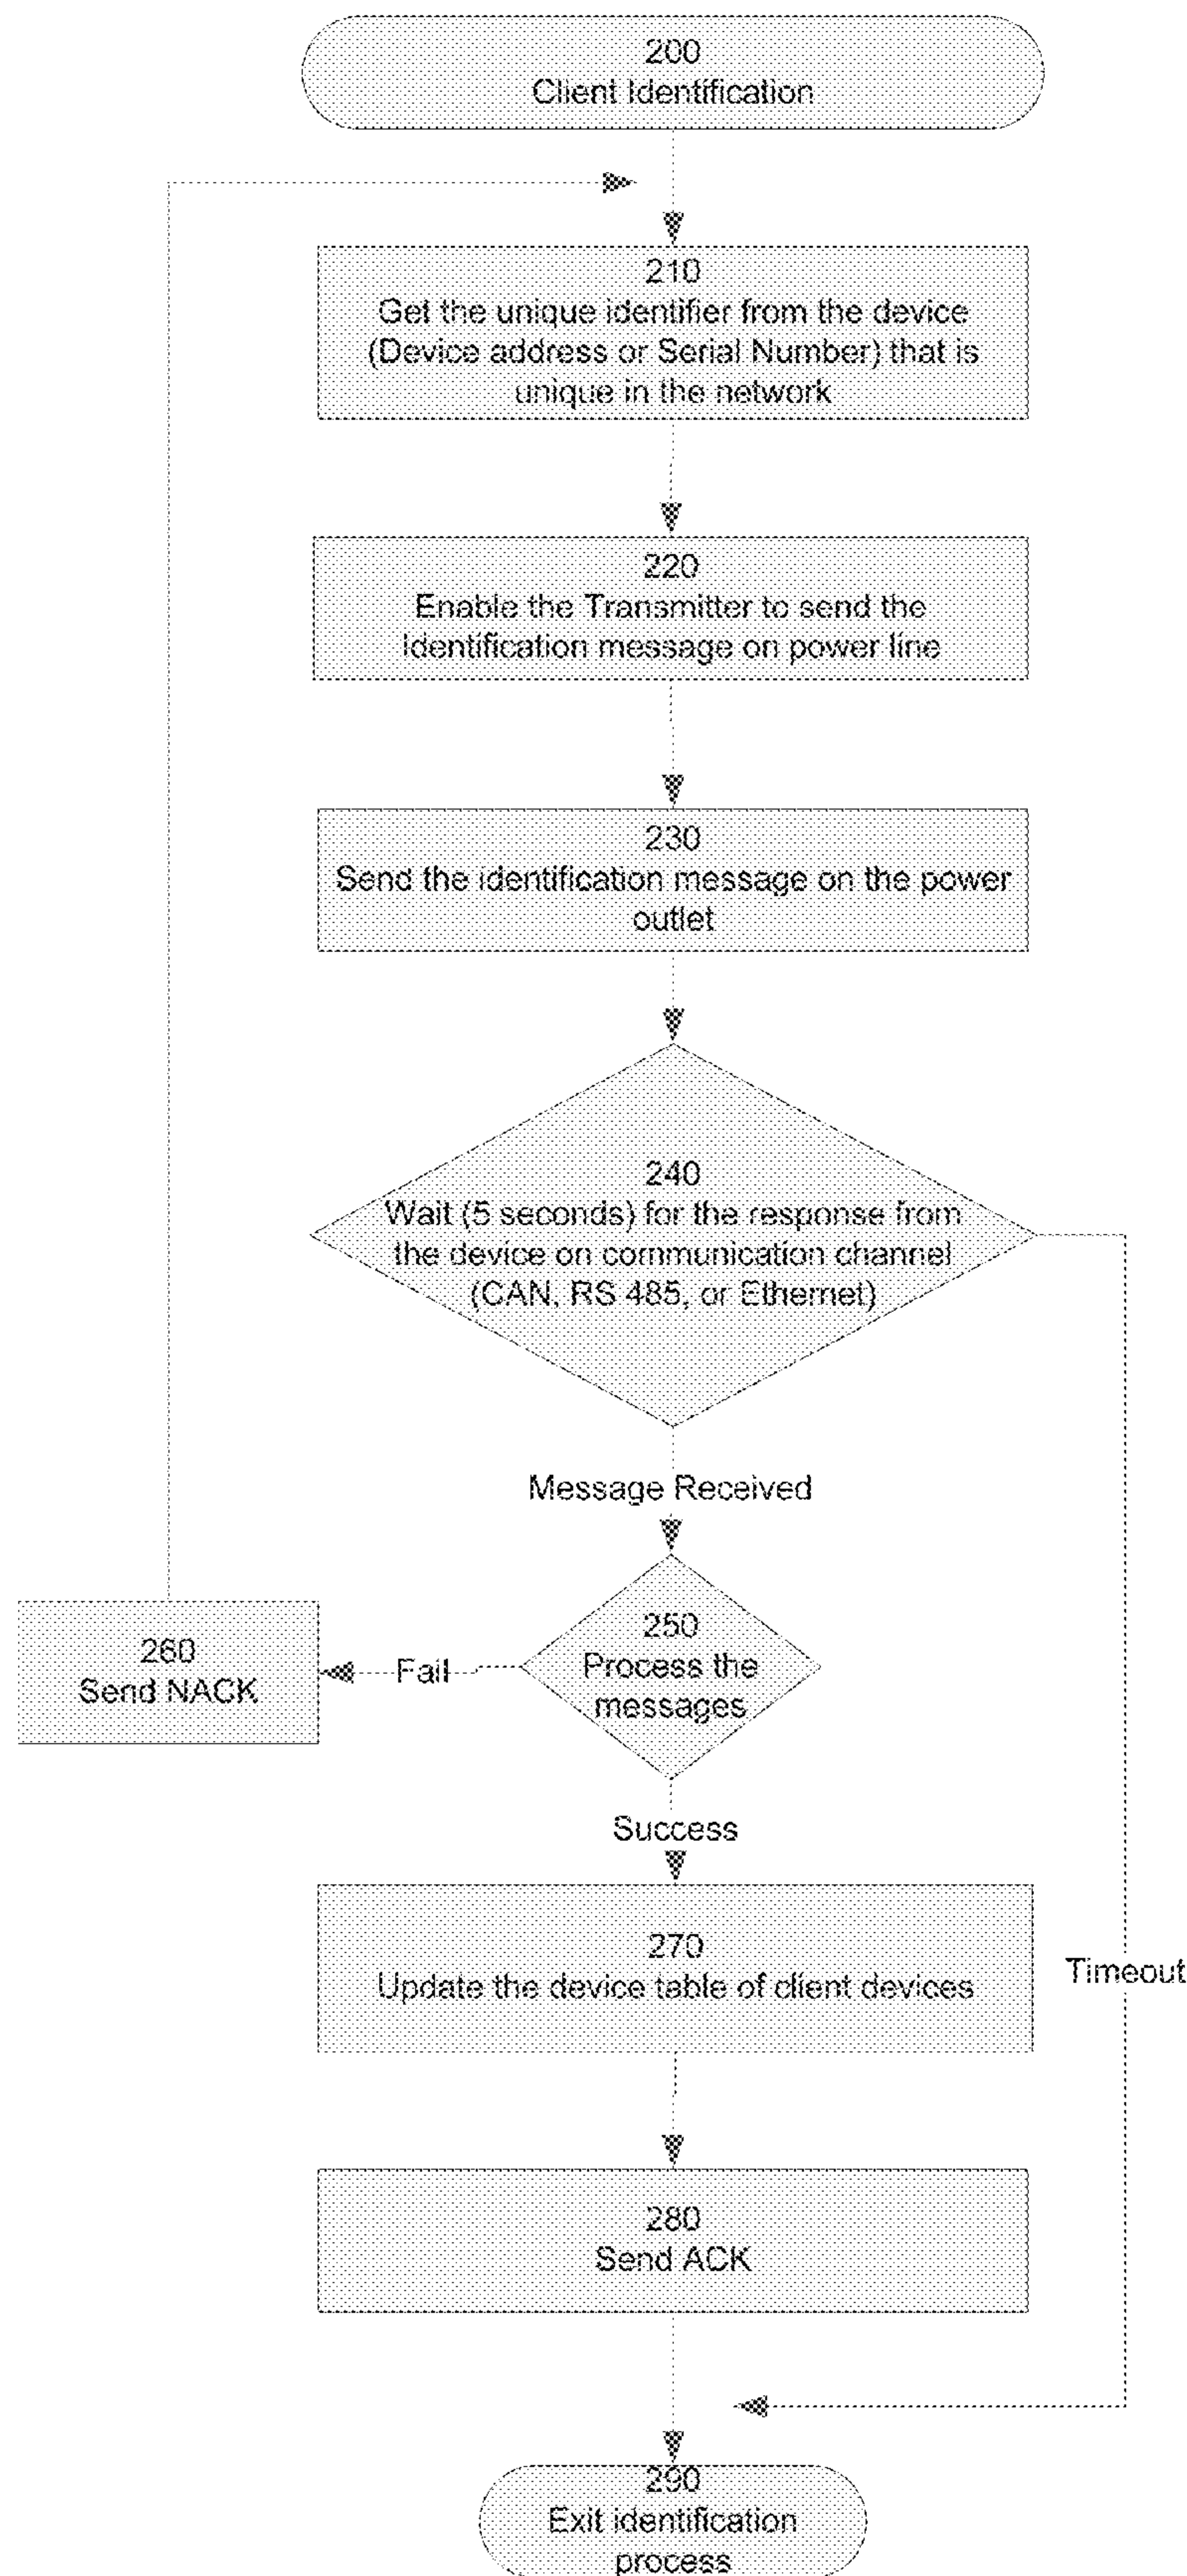 200
Client Identification
210
Get the unique identifier from the device
(Device address or Serial Number) that is
unique in the network
220
Enable the Transmitter to send the
Identification message on power line
230
Send the identification message on the power
outlet
240
Wait (5 seconds) for the response from
the device on communication channel
(CAN, RS 485, or Ethernet)
Message Received
250
Process the
messages
Fail
260
Send NACK
Success
270
Update the device table of client devices
Timeout
280
Send ACK
290
Exit identification
process